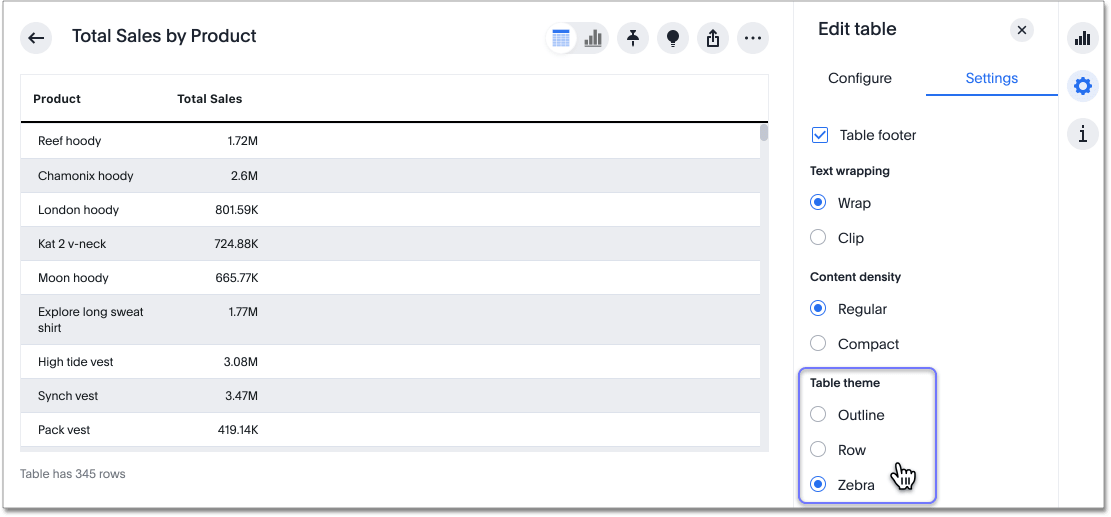 Total Sales by Product
Product Total Sales
Reef hoody 1.72M
Chamonix hoody 2.6M
London hoody 801.59K
Kat 2 v-neck 724.88K
Moon hoody 665.77K
Explore long sweat 1.77M
shirt
High tide vest 3.08M
Synch vest 3.47M
Pack vest 419.14K
Table has 345 rows
Edit table
Configure Settings
Table footer
Text wrapping
Wrap
Clip
Content density
Regular
Compact
Table theme
Outline
Row
Zebra